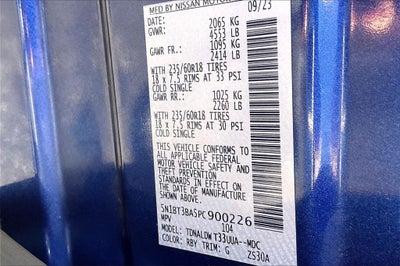 MFD BY NISSAN MOTOR
DATE: 09/23
GVWR: 2065 KG
4553 LB
GAWR FR.: 1095 KG
2414 LB
WITH 235/60R18 TIRES
18 x 7.5 RIMS AT 33 PSI
COLD SINGLE
GAWR RR.: 1025 KG
2260 LB
WITH 235/60R18 TIRES
18 x 7.5 RIMS AT 30 PSI
COLD SINGLE
THIS VEHICLE CONFORMS TO
ALL APPLICABLE FEDERAL
MOTOR VEHICLE SAFETY AND
THEFT PREVENTION
STANDARDS IN EFFECT ON
THE DATE OF MANUFACTURE
SHOWN ABOVE.
5N1BT3BA5PC900226
MPV 104
MODEL: TDNALDWT33UUA--MDC
COLOR: RBY TRIM: G ZS30A